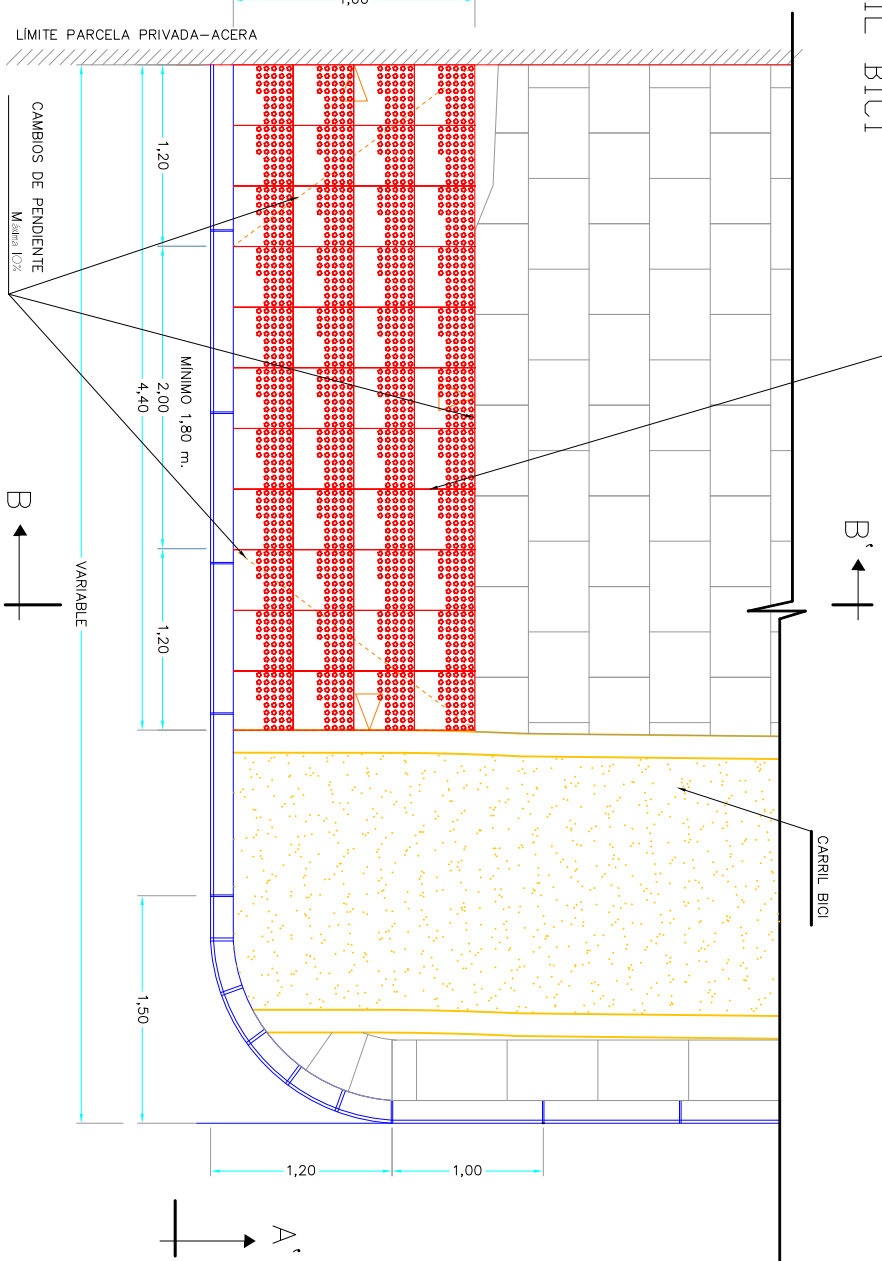 CARRIL BICI
LÍMITE PARCELA PRIVADA-ACERA
CAMBIOS DE PENDIENTE
Máxima 10%
1,20
MÍNIMO 1,80 m.
2,00
4,40
1,20
VARIABLE
B
B'
1,50
1,20
1,00
A'